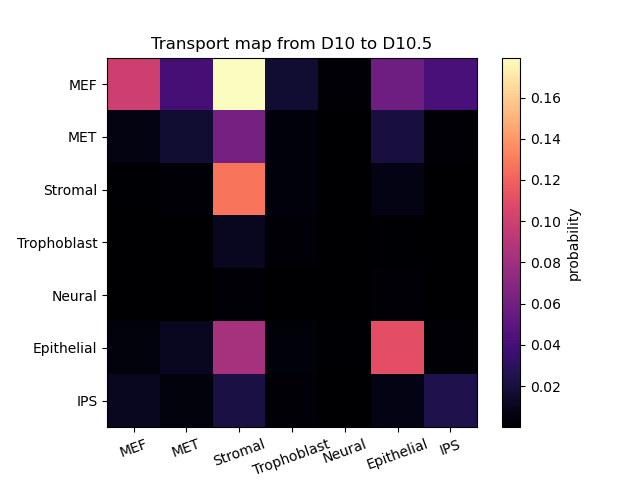 Transport map from D10 to D10.5
MEF
MET
Stromal
Trophoblast
Neural
Epithelial
IPS
MEF
MET
Stromal
Trophoblast
Neural
Epithelial
IPS
0.16
0.14
0.12
0.10
0.08
0.06
0.04
0.02
probability